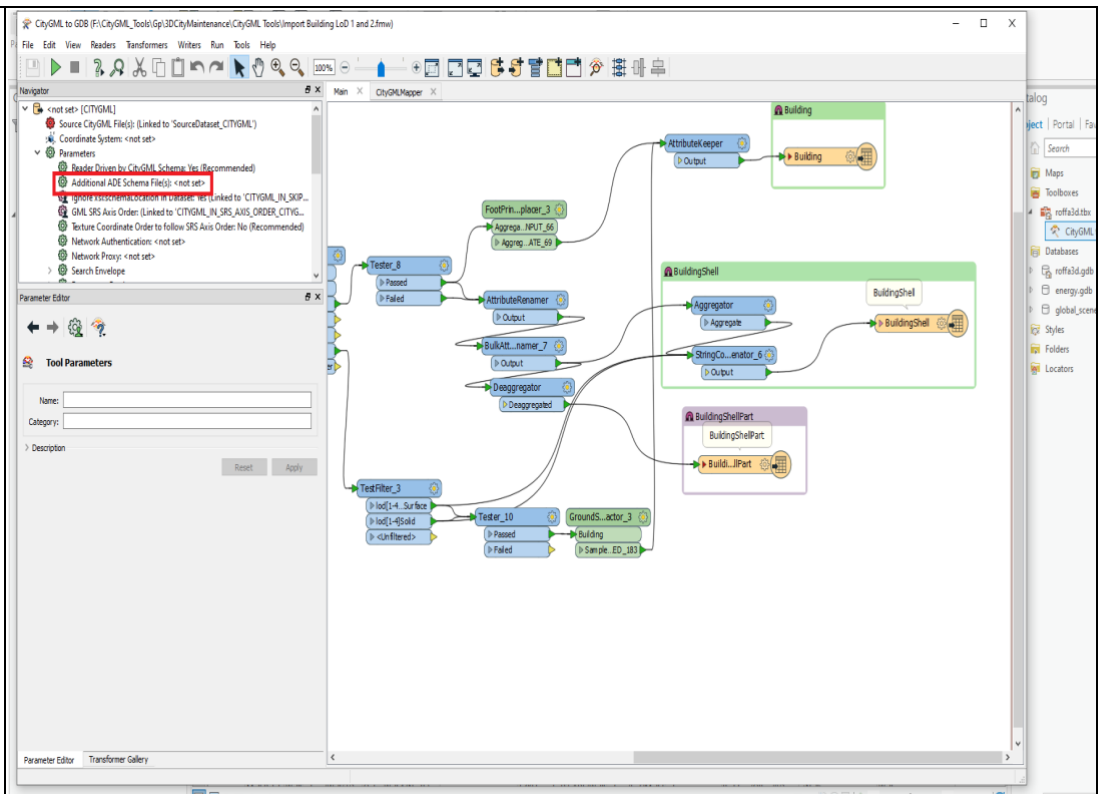 CityGML to GDB (F:\CityGML_Tools\Gp\3DCityMaintenance\CityGML Tools\Import Building LoD 1 and 2.fmw)
File Edit View Readers Transformers Writers Run Tools Help
100%
Navigator
Main
CityGMLMapper
<not set> [CITYGML]
Source CityGML File(s): (Linked to 'SourceDataset_CITYGML')
Coordinate System: <not set>
Parameters
Reader Driven by CityGML Schema: Yes (Recommended)
Additional ADE Schema File(s): <not set>
Ignore xsi:schemaLocation in Dataset: Yes (Linked to 'CITYGML_IN_SKIP...
GML SRS Axis Order: (Linked to 'CITYGML_IN_SRS_AXIS_ORDER_CITYG...
Texture Coordinate Order to follow SRS Axis Order: No (Recommended)
Network Authentication: <not set>
Network Proxy: <not set>
Search Envelope
Parameter Editor
Tool Parameters
Name:
Category:
Description
Reset
Apply
Parameter Editor
Transformer Gallery
Building
AttributeKeeper
Output
Building
FootPrin...placer_3
Aggrega...NPUT_66
Aggreg...ATE_69
Tester_8
Passed
Failed
AttributeRenamer
Output
BulkAtt...namer_7
Output
Deaggregator
Deaggregated
BuildingShell
Aggregator
Aggregate
StringCo...enator_6
Output
BuildingShell
BuildingShell
BuildingShellPart
BuildingShellPart
Buildi...llPart
TestFilter_3
lod[1-4...Surface
lod[1-4]Solid
<Unfiltered>
Tester_10
Passed
Failed
GroundS...actor_3
Building
Sample...ED_183
talog
ject Portal Fav
Search
Maps
Toolboxes
roffa3d.tbx
CityGML
Databases
roffa3d.gdb
energy.gdb
global_scene
Styles
Folders
Locators